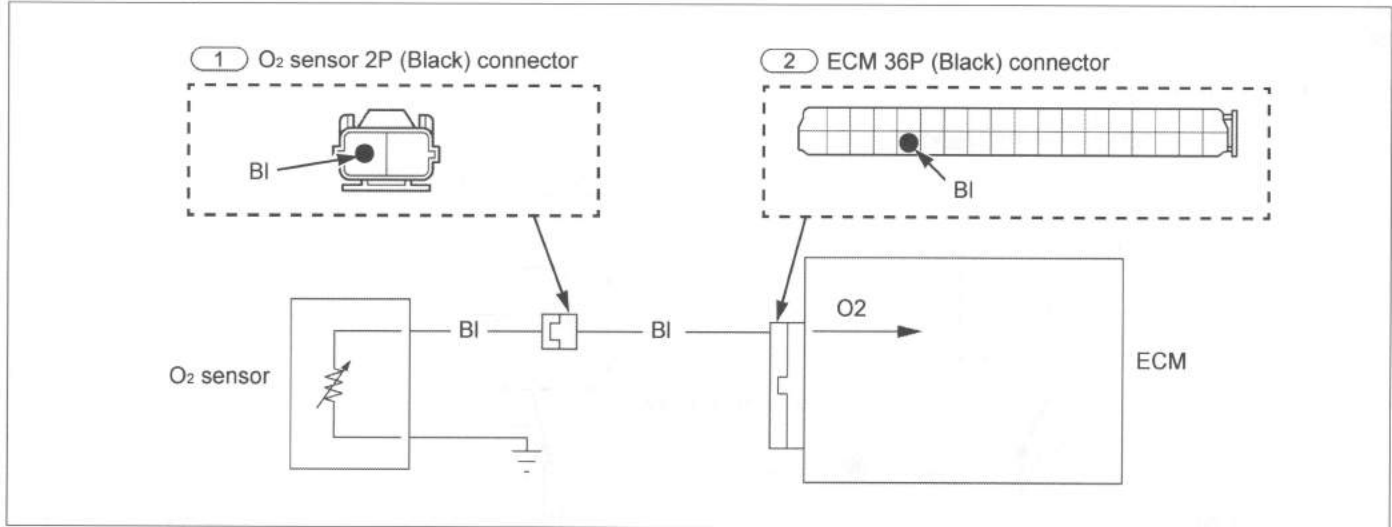 1 O₂ sensor 2P (Black) connector
2 ECM 36P (Black) connector
Bl
Bl
O2
Bl
Bl
O₂ sensor
ECM